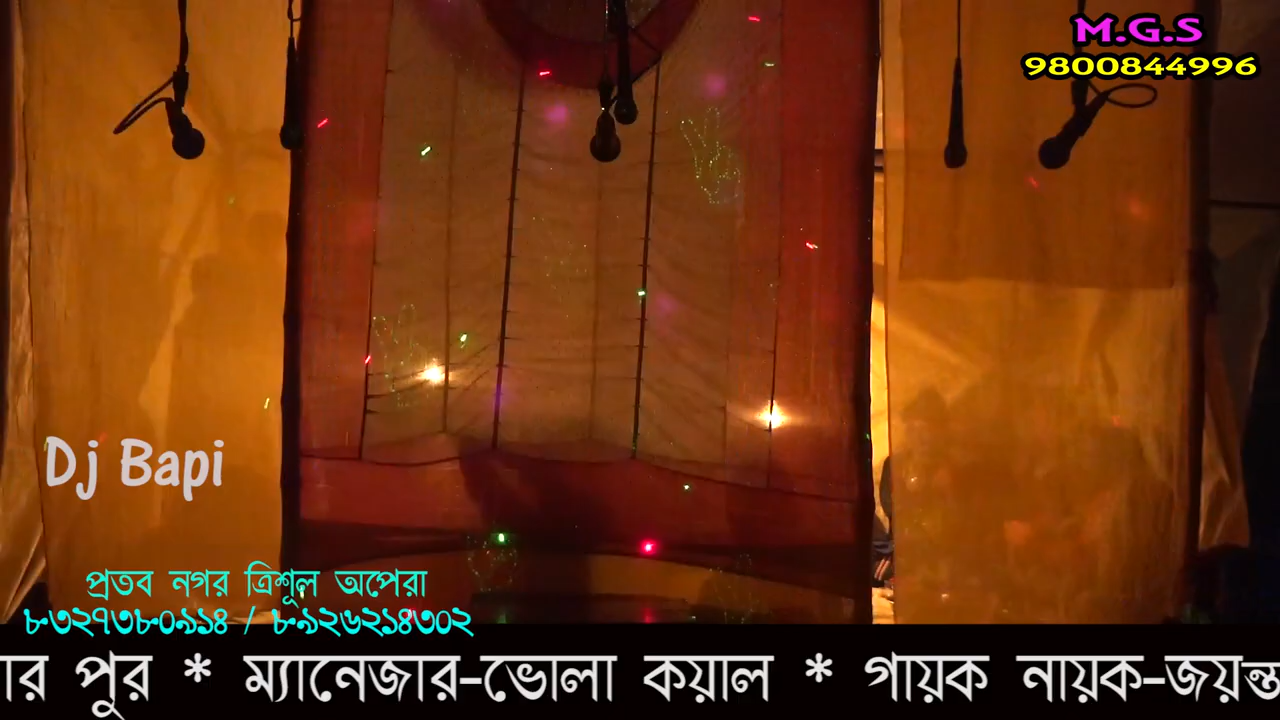 M.G.S
9800844996
Dj Bapi
প্রতব নগর ত্রিশূল অপেরা
৮৩২৭৩৮০৯১৪ / ৮৯২৬২১৪৩০২
ার পুর * ম্যানেজার-ভোলা কয়াল * গায়ক নায়ক-জয়ন্ত